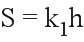 S = k₁h